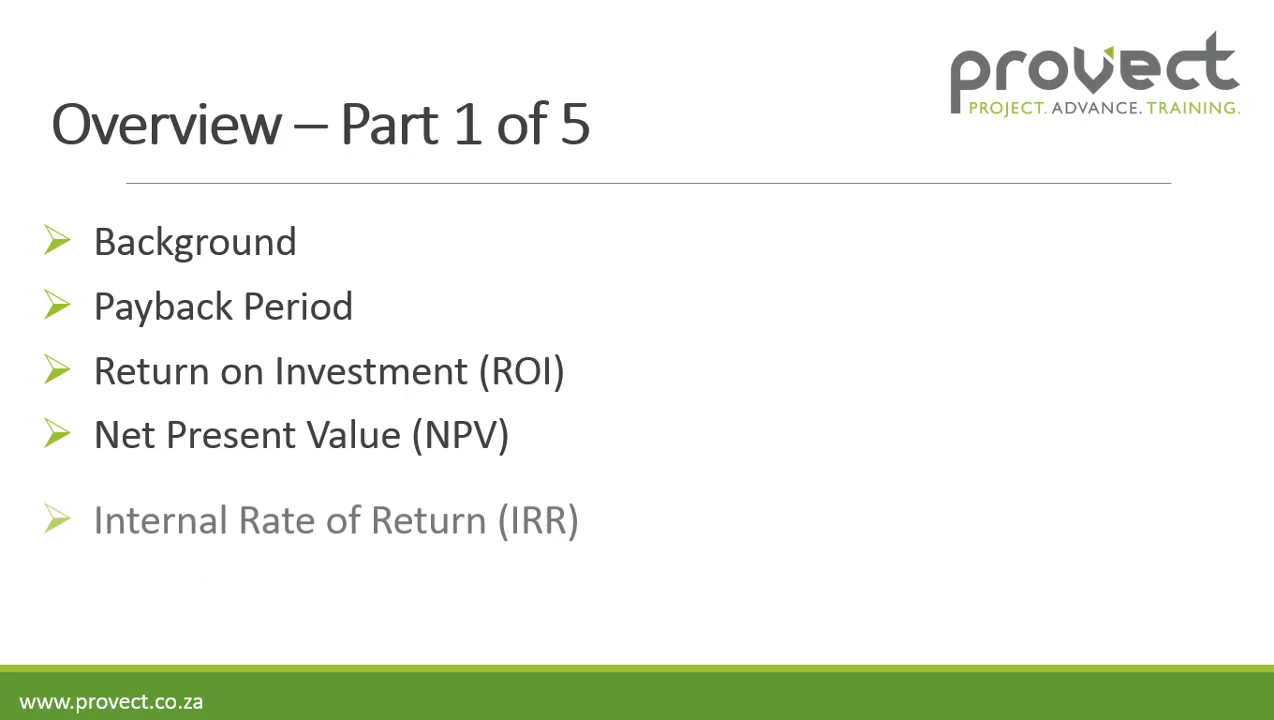 provect
PROJECT. ADVANCE. TRAINING.
Overview – Part 1 of 5
Background
Payback Period
Return on Investment (ROI)
Net Present Value (NPV)
Internal Rate of Return (IRR)
www.provect.co.za